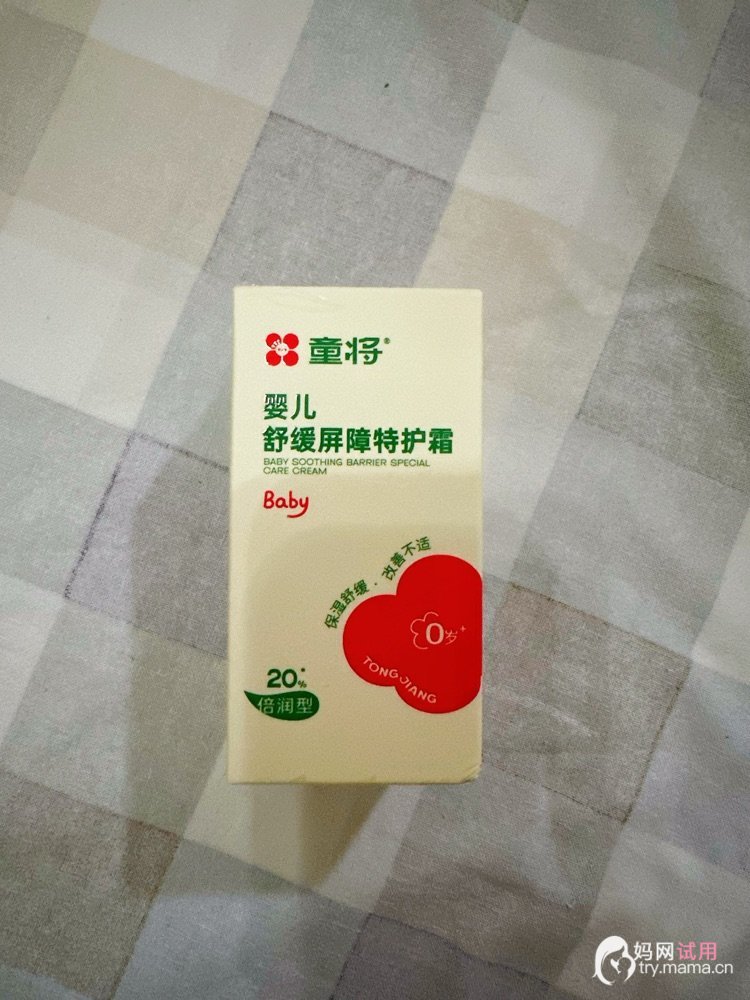 童将®
婴儿
舒缓屏障特护霜
BABY SOOTHING BARRIER SPECIAL
CARE CREAM
Baby
保湿舒缓·改善不适
0岁+
TONG JIANG
20%*
倍润型
妈网试用
try.mama.cn